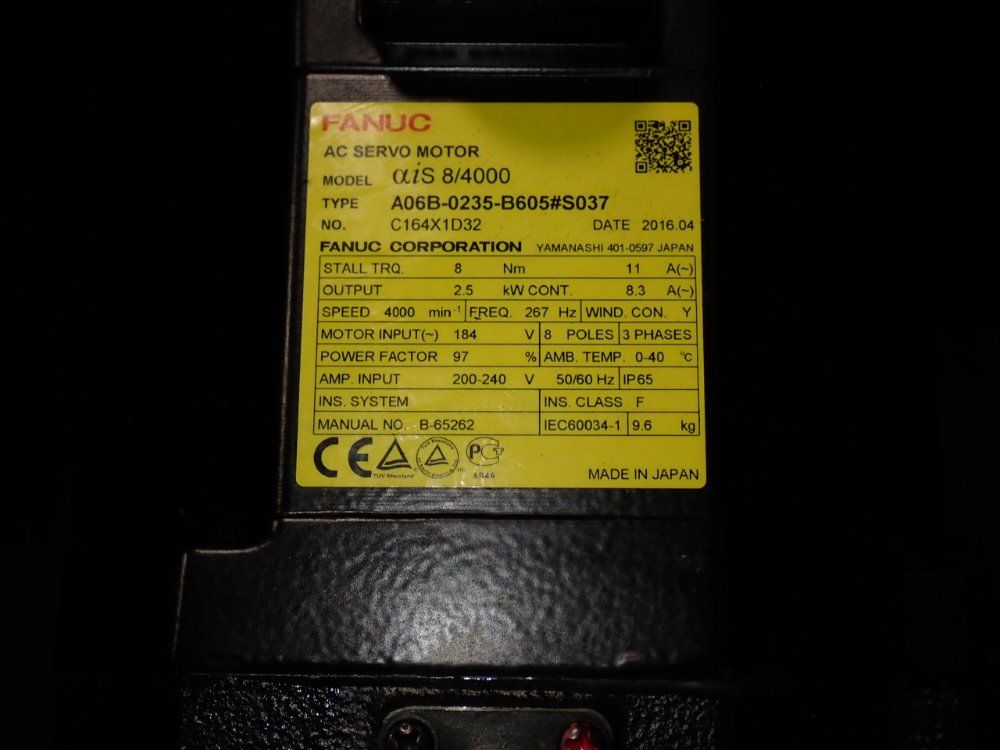 FANUC
AC SERVO MOTOR
MODEL αiS 8/4000
TYPE A06B-0235-B605#S037
NO. C164X1D32 DATE 2016.04
FANUC CORPORATION YAMANASHI 401-0597 JAPAN
STALL TRQ. 8 Nm 11 A(~)
OUTPUT 2.5 kW CONT. 8.3 A(~)
SPEED 4000 min⁻¹ FREQ. 267 Hz WIND. CON. Y
MOTOR INPUT(~) 184 V 8 POLES 3 PHASES
POWER FACTOR 97 % AMB. TEMP. 0-40 °C
AMP. INPUT 200-240 V 50/60 Hz IP65
INS. SYSTEM INS. CLASS F
MANUAL NO. B-65262 IEC60034-1 9.6 kg
CE TÜV Rheinland
MADE IN JAPAN